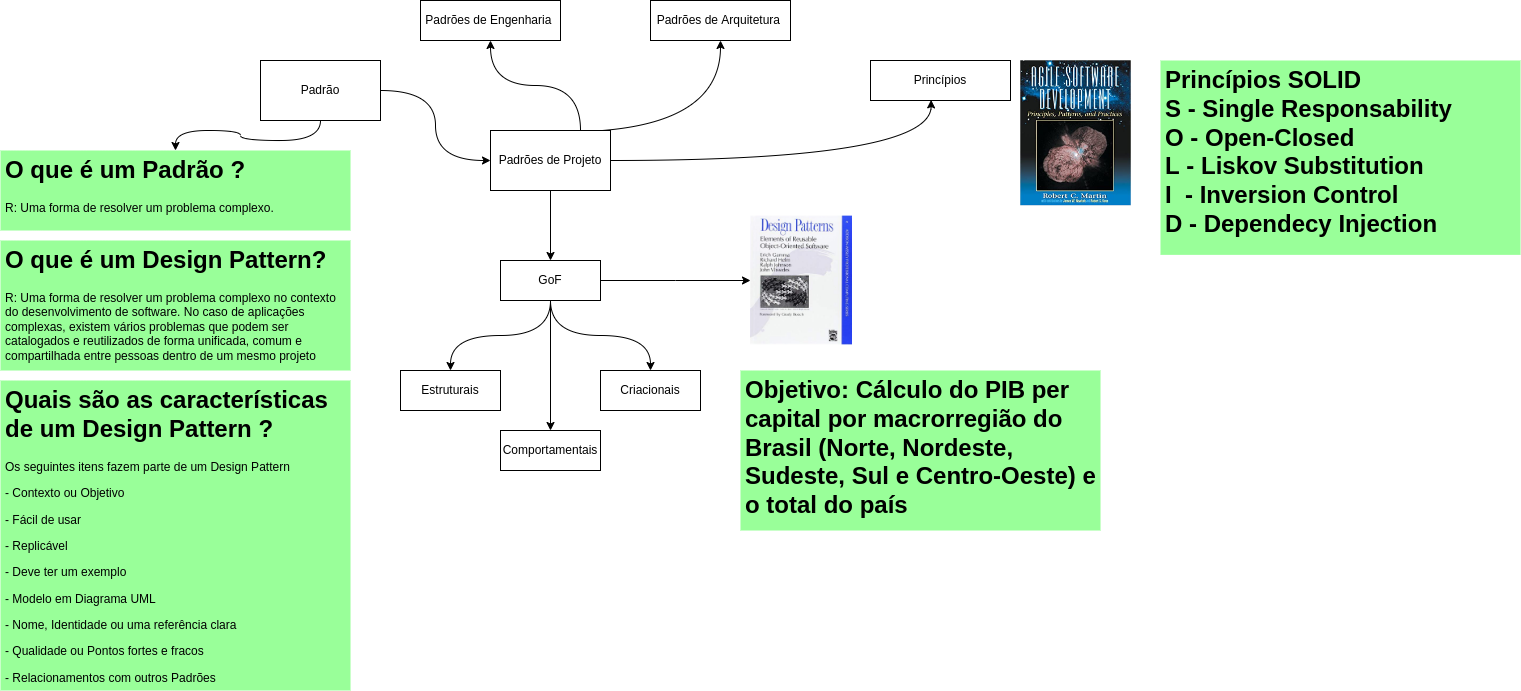 Padrões de Engenharia
Padrões de Arquitetura
Padrão
Princípios
Padrões de Projeto
GoF
Estruturais
Criacionais
Comportamentais
O que é um Padrão ?
R: Uma forma de resolver um problema complexo.
O que é um Design Pattern?
R: Uma forma de resolver um problema complexo no contexto
do desenvolvimento de software. No caso de aplicações
complexas, existem vários problemas que podem ser
catalogados e reutilizados de forma unificada, comum e
compartilhada entre pessoas dentro de um mesmo projeto
Quais são as características
de um Design Pattern ?
Os seguintes itens fazem parte de um Design Pattern
- Contexto ou Objetivo
- Fácil de usar
- Replicável
- Deve ter um exemplo
- Modelo em Diagrama UML
- Nome, Identidade ou uma referência clara
- Qualidade ou Pontos fortes e fracos
- Relacionamentos com outros Padrões
AGILE SOFTWARE
DEVELOPMENT
Principles, Patterns, and Practices
Robert C. Martin
Design Patterns
Elements of Reusable
Object-Oriented Software
Erich Gamma
Richard Helm
Ralph Johnson
John Vlissides
Foreword by Grady Booch
Objetivo: Cálculo do PIB per
capital por macrorregião do
Brasil (Norte, Nordeste,
Sudeste, Sul e Centro-Oeste) e
o total do país
Princípios SOLID
S - Single Responsability
O - Open-Closed
L - Liskov Substitution
I  - Inversion Control
D - Dependecy Injection